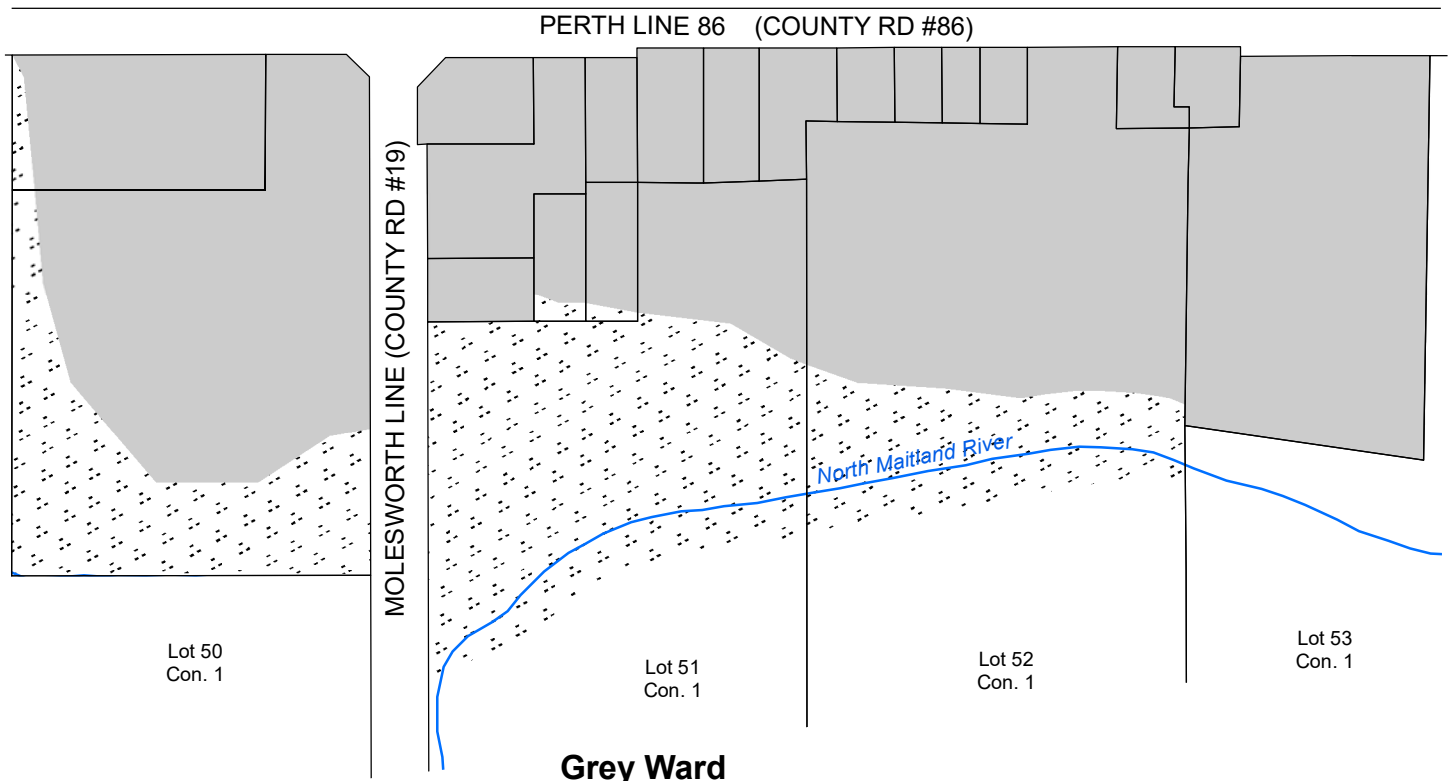 PERTH LINE 86 (COUNTY RD #86)
MOLESWORTH LINE (COUNTY RD #19)
North Maitland River
Lot 50
Con. 1
Lot 51
Con. 1
Lot 52
Con. 1
Lot 53
Con. 1
Grey Ward